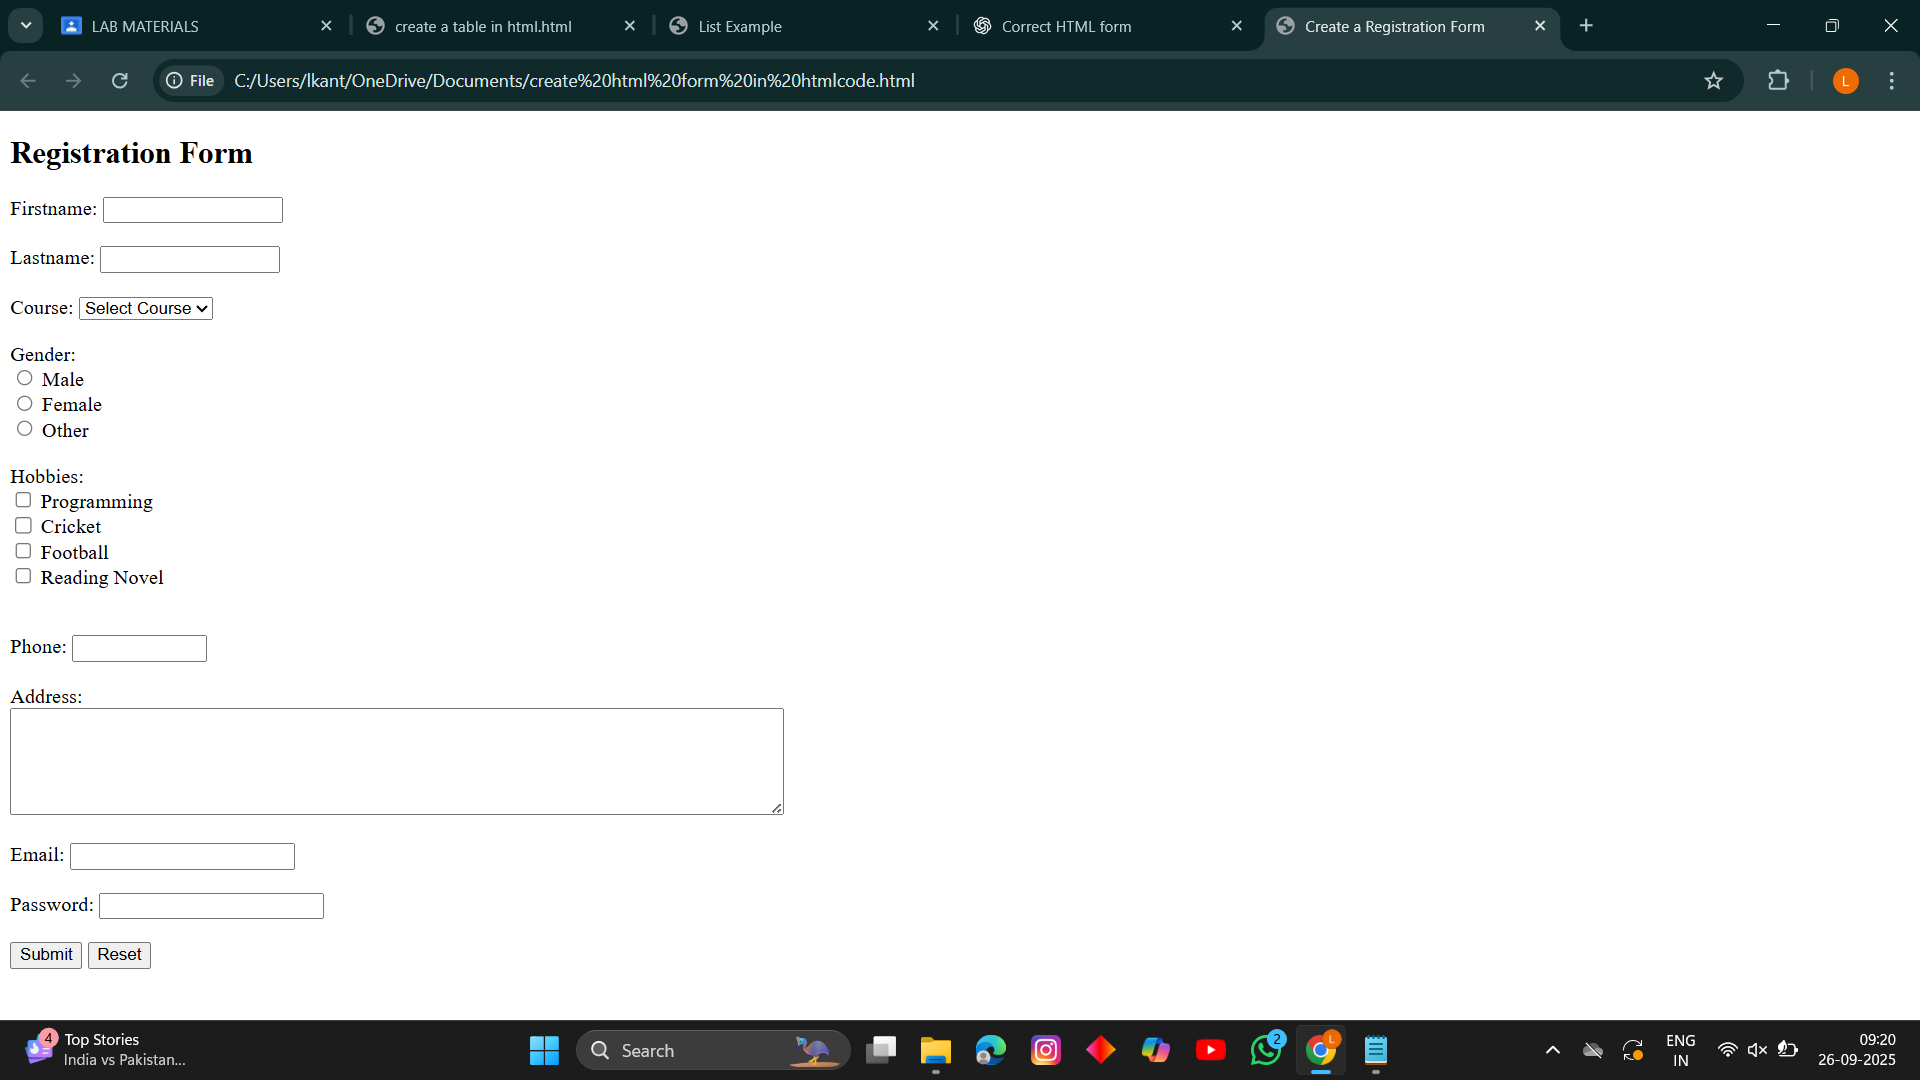 LAB MATERIALS
create a table in html.html
List Example
Correct HTML form
Create a Registration Form
File
C:/Users/lkant/OneDrive/Documents/create%20html%20form%20in%20htmlcode.html
L
Registration Form
Firstname:
Lastname:
Course: Select Course
Gender:
Male
Female
Other
Hobbies:
Programming
Cricket
Football
Reading Novel
Phone:
Address:
Email:
Password:
Submit Reset
4
Top Stories
India vs Pakistan...
Search
2
L
ENG
IN
09:20
26-09-2025